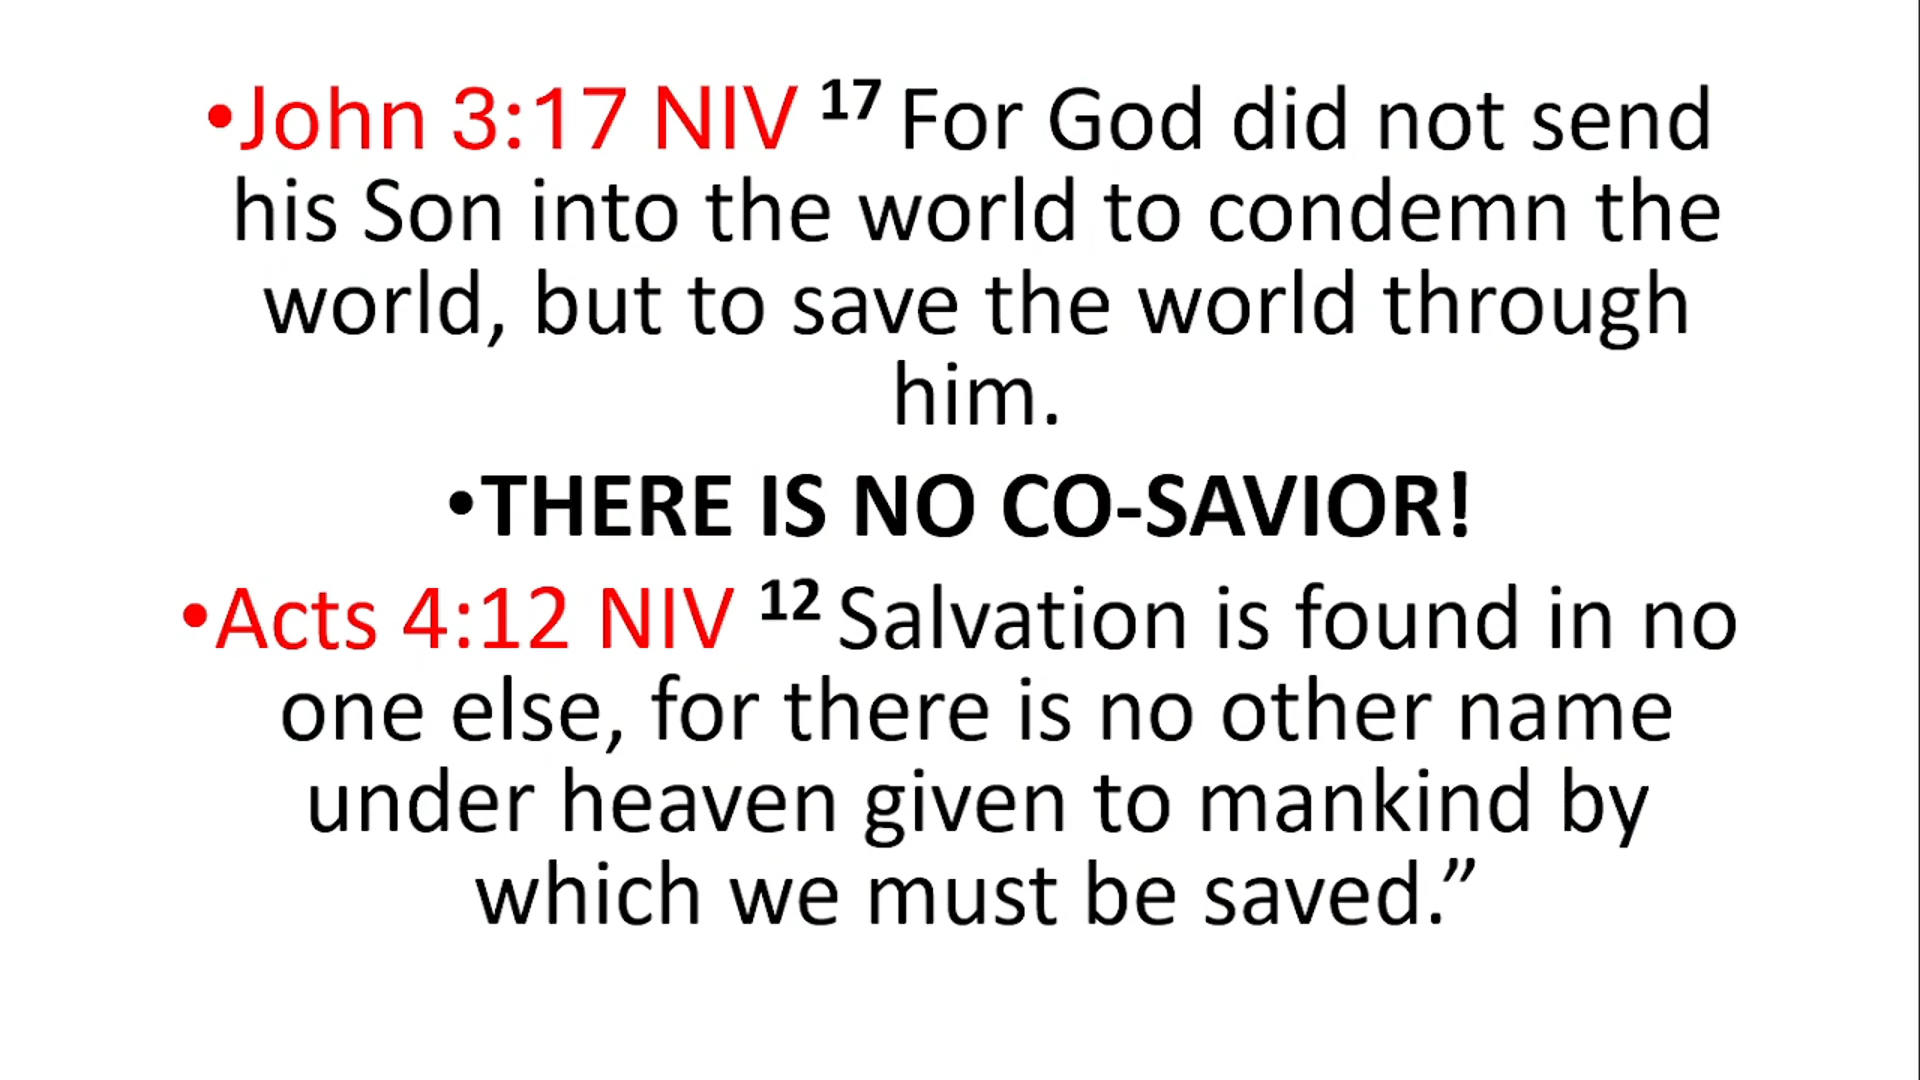 •John 3:17 NIV 17 For God did not send
his Son into the world to condemn the
world, but to save the world through
him.
•THERE IS NO CO-SAVIOR!
•Acts 4:12 NIV 12 Salvation is found in no
one else, for there is no other name
under heaven given to mankind by
which we must be saved.”